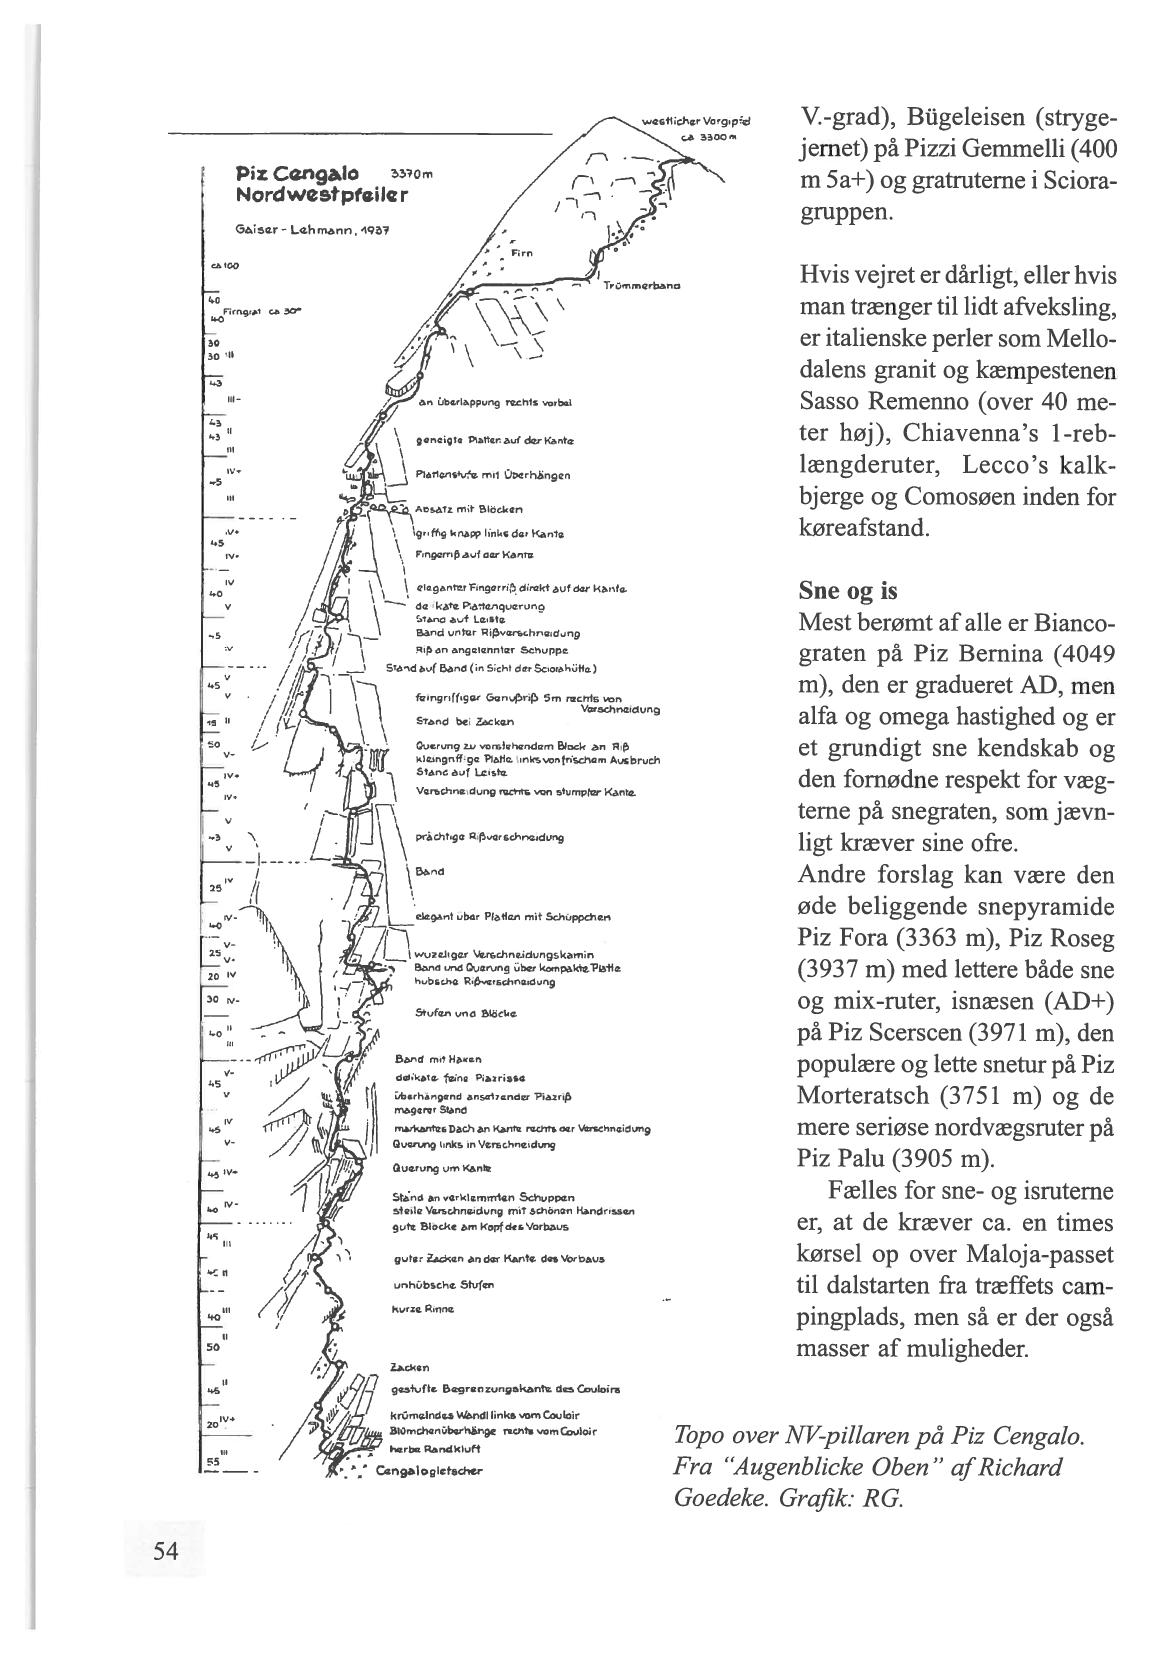 westlicher Vorgipfel
ca 3300 m
Piz Cengalo 3370m
Nordwestpfeiler
Gaiser - Lehmann, 1937
ca 100
Firn
Trümmerband
40
40 Firngrat ca 30°
30
30 III
43
III-
an Überlappung rechts vorbei
43 II
43
III
geneigte Platten auf der Kante
IV+
45
Plattenstufe mit Überhängen
III
Absatz mit Blöcken
IV+
45
griffig knapp links der Kante
IV-
Fingerriß auf der Kante
IV
40
eleganter Fingerriß direkt auf der Kante
V
delikate Plattenquerung
Stand auf Leiste
45
Band unter Rißverschneidung
IV
Riß an angelehnter Schuppe
Stand auf Band (in Sicht der Sciorahütte)
V
45
V
feingriffiger Genußriß 5m rechts von
Verschneidung
15 II
Stand bei Zacken
50
Querung zu vorstehendem Block an Riß
V-
kleingriffige Platte links von frischem Ausbruch
IV+
Stand auf Leiste
45
IV+
Verschneidung rechts von stumpfer Kante
V
43
prächtige Rißverschneidung
V
Band
IV
25
IV-
elegant über Platten mit Schüppchen
40
V-
25 V+
wuzeliger Verschneidungskamin
20 IV
Band und Querung über kompakte Platte
hübsche Rißverschneidung
30 IV-
Stufen und Blöcke
40 II
III
Band mit Haken
V-
delikate feine Piazrisse
45
V
überhängend ansetzender Piazriß
magerer Stand
IV
45
markantes Dach an Kante rechts der Verschneidung
V-
Querung links in Verschneidung
45 IV+
Querung um Kante
Stand an verklemmten Schuppen
40 IV-
steile Verschneidung mit schönen Handrissen
gute Blöcke am Kopf des Vorbaus
45
III
guter Zacken an der Kante des Vorbaus
45 II
unhübsche Stufen
III
40
kurze Rinne
II
50
Zacken
II
45
gestufte Begrenzungskante des Couloirs
IV+
20
krümelndes Wandl links vom Couloir
Blümchenüberhänge rechts vom Couloir
III
herbe Randkluft
55
Cengalogletscher
V.-grad), Bügeleisen (stryge-
jernet) på Pizzi Gemmelli (400
m 5a+) og gratruterne i Sciora-
gruppen.
Hvis vejret er dårligt, eller hvis
man trænger til lidt afveksling,
er italienske perler som Mello-
dalens granit og kæmpestenen
Sasso Remenno (over 40 me-
ter høj), Chiavenna's 1-reb-
længderuter, Lecco's kalk-
bjerge og Comosøen inden for
køreafstand.
Sne og is
Mest berømt af alle er Bianco-
graten på Piz Bernina (4049
m), den er gradueret AD, men
alfa og omega hastighed og er
et grundigt sne kendskab og
den fornødne respekt for væg-
terne på snegraten, som jævn-
ligt kræver sine ofre.
Andre forslag kan være den
øde beliggende snepyramide
Piz Fora (3363 m), Piz Roseg
(3937 m) med lettere både sne
og mix-ruter, isnæsen (AD+)
på Piz Scerscen (3971 m), den
populære og lette snetur på Piz
Morteratsch (3751 m) og de
mere seriøse nordvægsruter på
Piz Palu (3905 m).
Fælles for sne- og isruterne
er, at de kræver ca. en times
kørsel op over Maloja-passet
til dalstarten fra træffets cam-
pingplads, men så er der også
masser af muligheder.
Topo over NV-pillaren på Piz Cengalo.
Fra “Augenblicke Oben” af Richard
Goedeke. Grafik: RG.
54